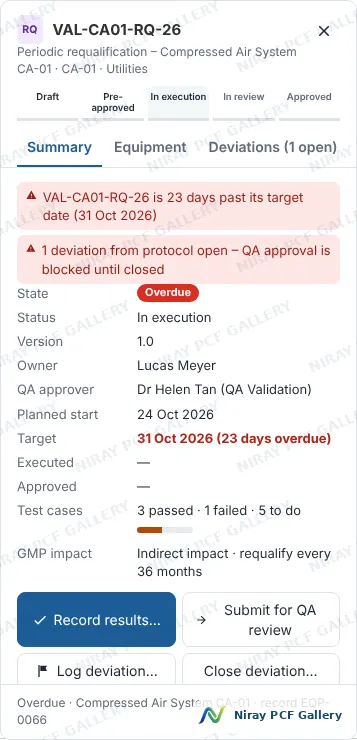 RQ VAL-CA01-RQ-26
Periodic requalification – Compressed Air System
CA-01 · CA-01 · Utilities
Draft
Pre-approved
In execution
In review
Approved
Summary Equipment Deviations (1 open)
VAL-CA01-RQ-26 is 23 days past its target
date (31 Oct 2026)
1 deviation from protocol open – QA approval is
blocked until closed
State Overdue
Status In execution
Version 1.0
Owner Lucas Meyer
QA approver Dr Helen Tan (QA Validation)
Planned start 24 Oct 2026
Target 31 Oct 2026 (23 days overdue)
Executed —
Approved —
Test cases 3 passed · 1 failed · 5 to do
GMP impact Indirect impact · requalify every
36 months
Record results...
Submit for QA
review
Log deviation...
Close deviation...
Overdue · Compressed Air System CA-01 · record EQP-
0066
Niray PCF Gallery
NIRAY PCF GALLERY